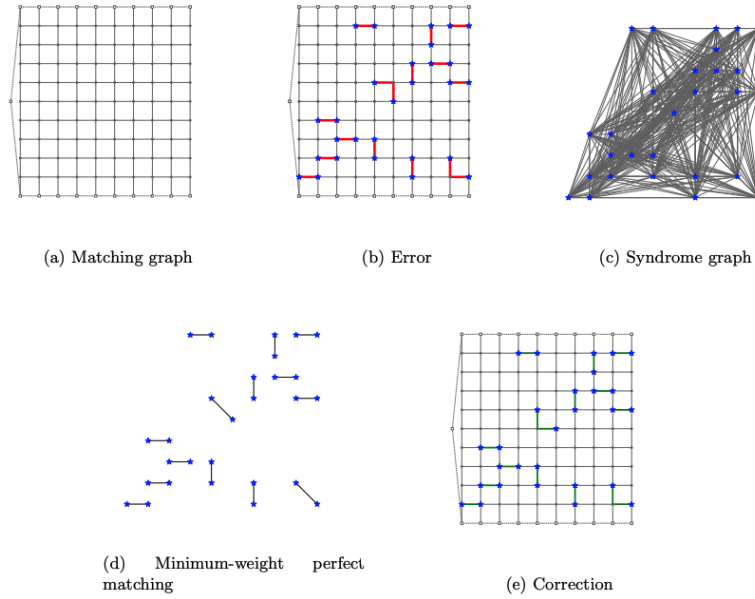 (a) Matching graph
(b) Error
(c) Syndrome graph
(d) Minimum-weight perfect
matching
(e) Correction